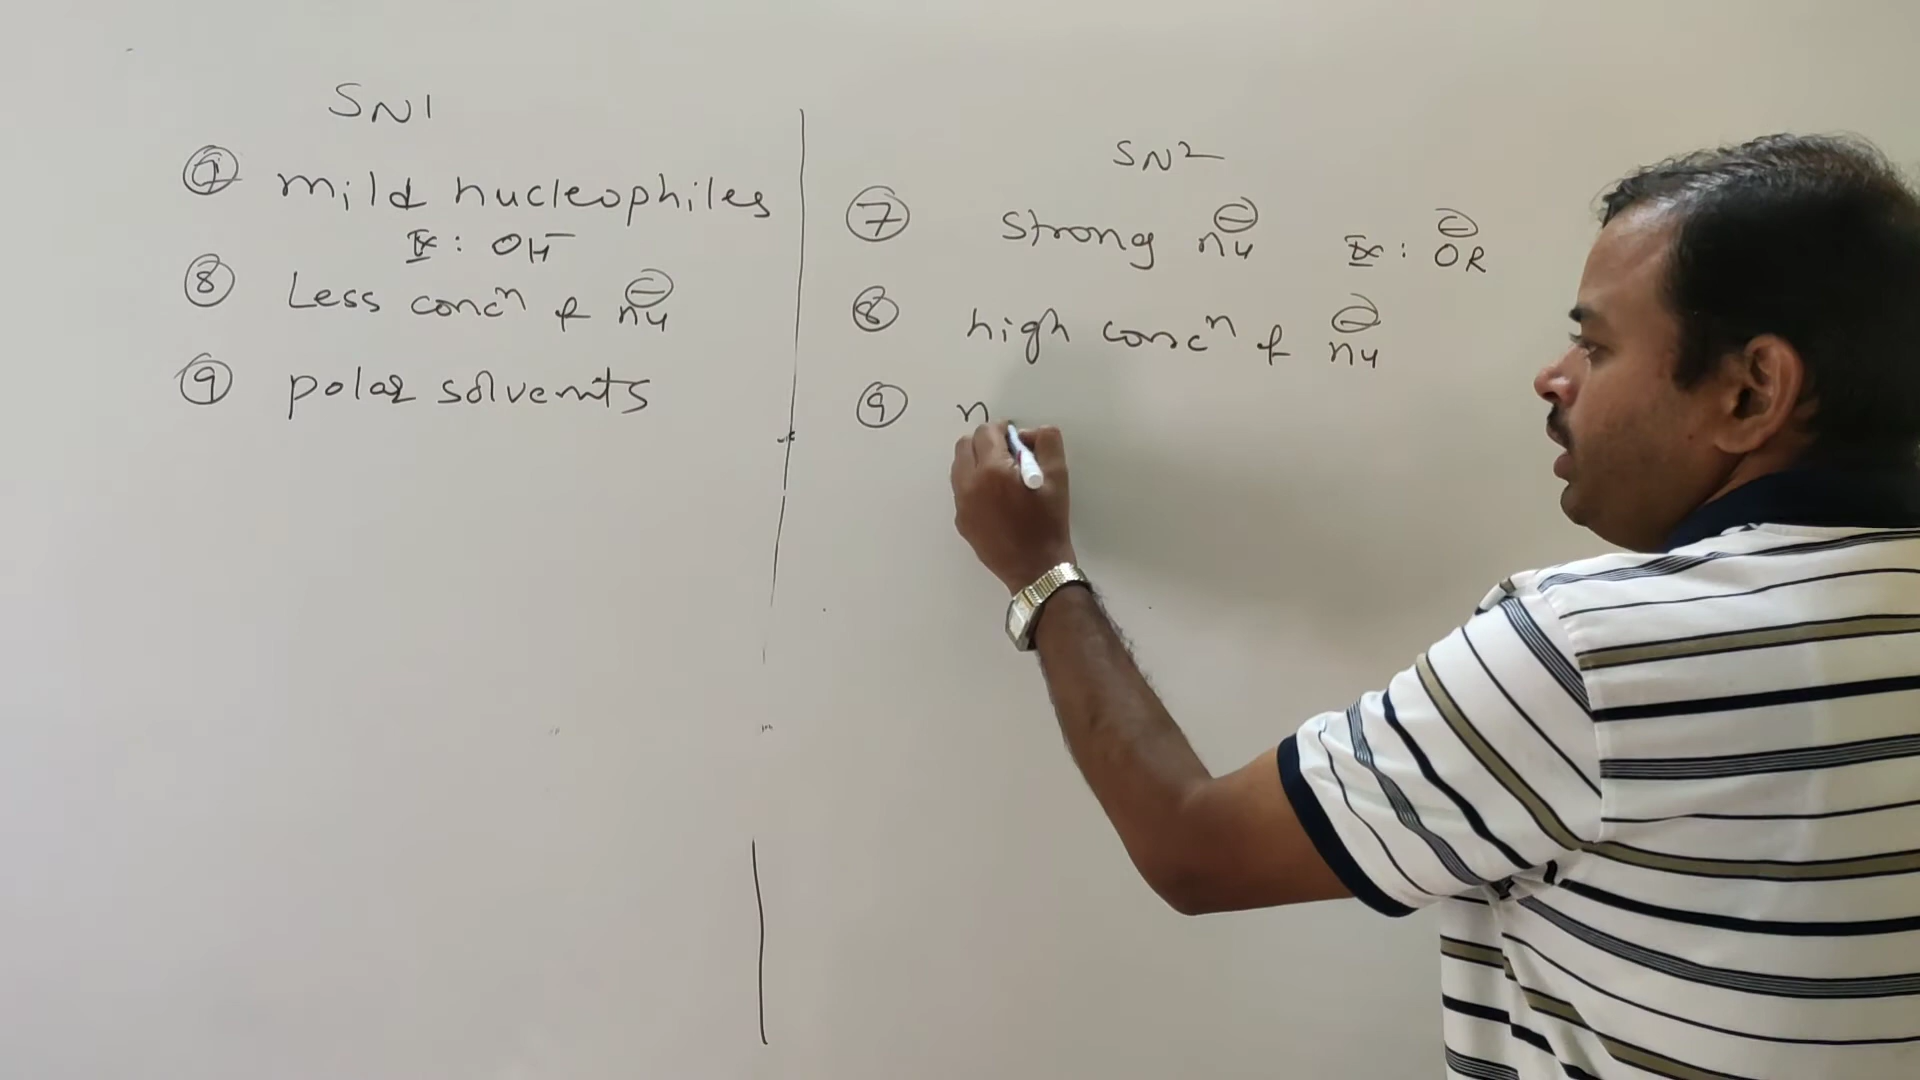 SN1
⑦ mild nucleophiles
Ex : OH⁻
⑧ Less concⁿ of nu⊖
⑨ polar solvents
SN2
⑦ strong nu⊖ Ex : ⊖OR
⑧ high concⁿ of nu⊖
⑨ n